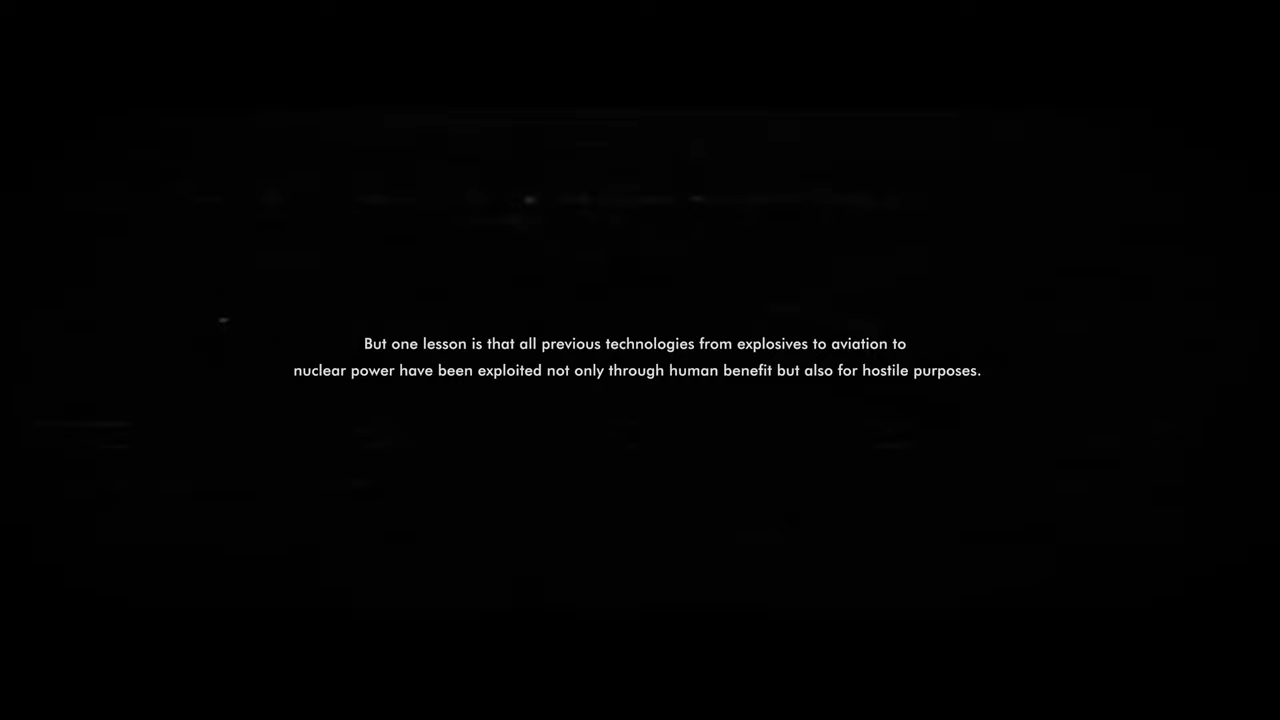 But one lesson is that all previous technologies from explosives to aviation to
nuclear power have been exploited not only through human benefit but also for hostile purposes.